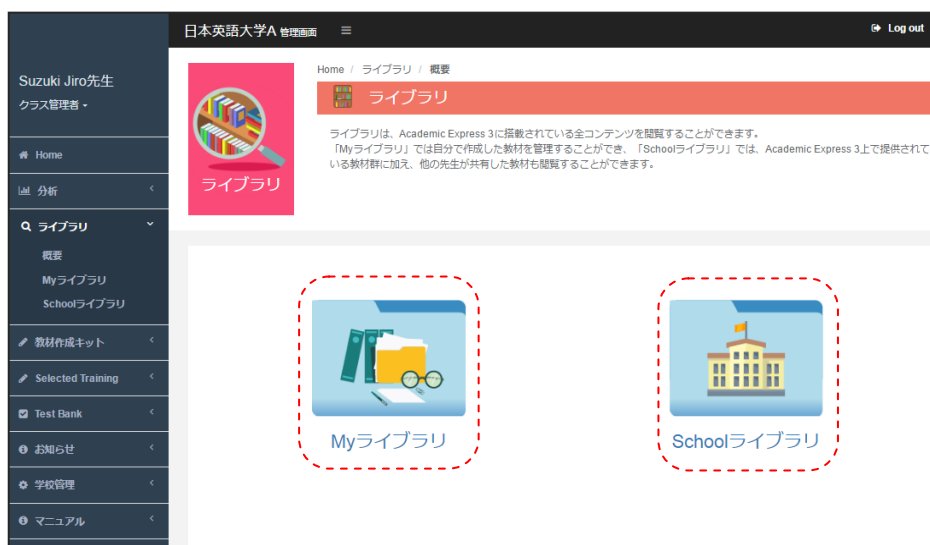 日本英語大学A 管理画面
Log out
Suzuki Jiro先生
クラス管理者
Home
分析
ライブラリ
概要
Myライブラリ
Schoolライブラリ
教材作成キット
Selected Training
Test Bank
お知らせ
学校管理
マニュアル
ライブラリ
Home / ライブラリ / 概要
ライブラリ
ライブラリは、Academic Express 3に搭載されている全コンテンツを閲覧することができます。
「Myライブラリ」では自分で作成した教材を管理することができ、「Schoolライブラリ」では、Academic Express 3上で提供されて
いる教材群に加え、他の先生が共有した教材も閲覧することができます。
Myライブラリ
Schoolライブラリ